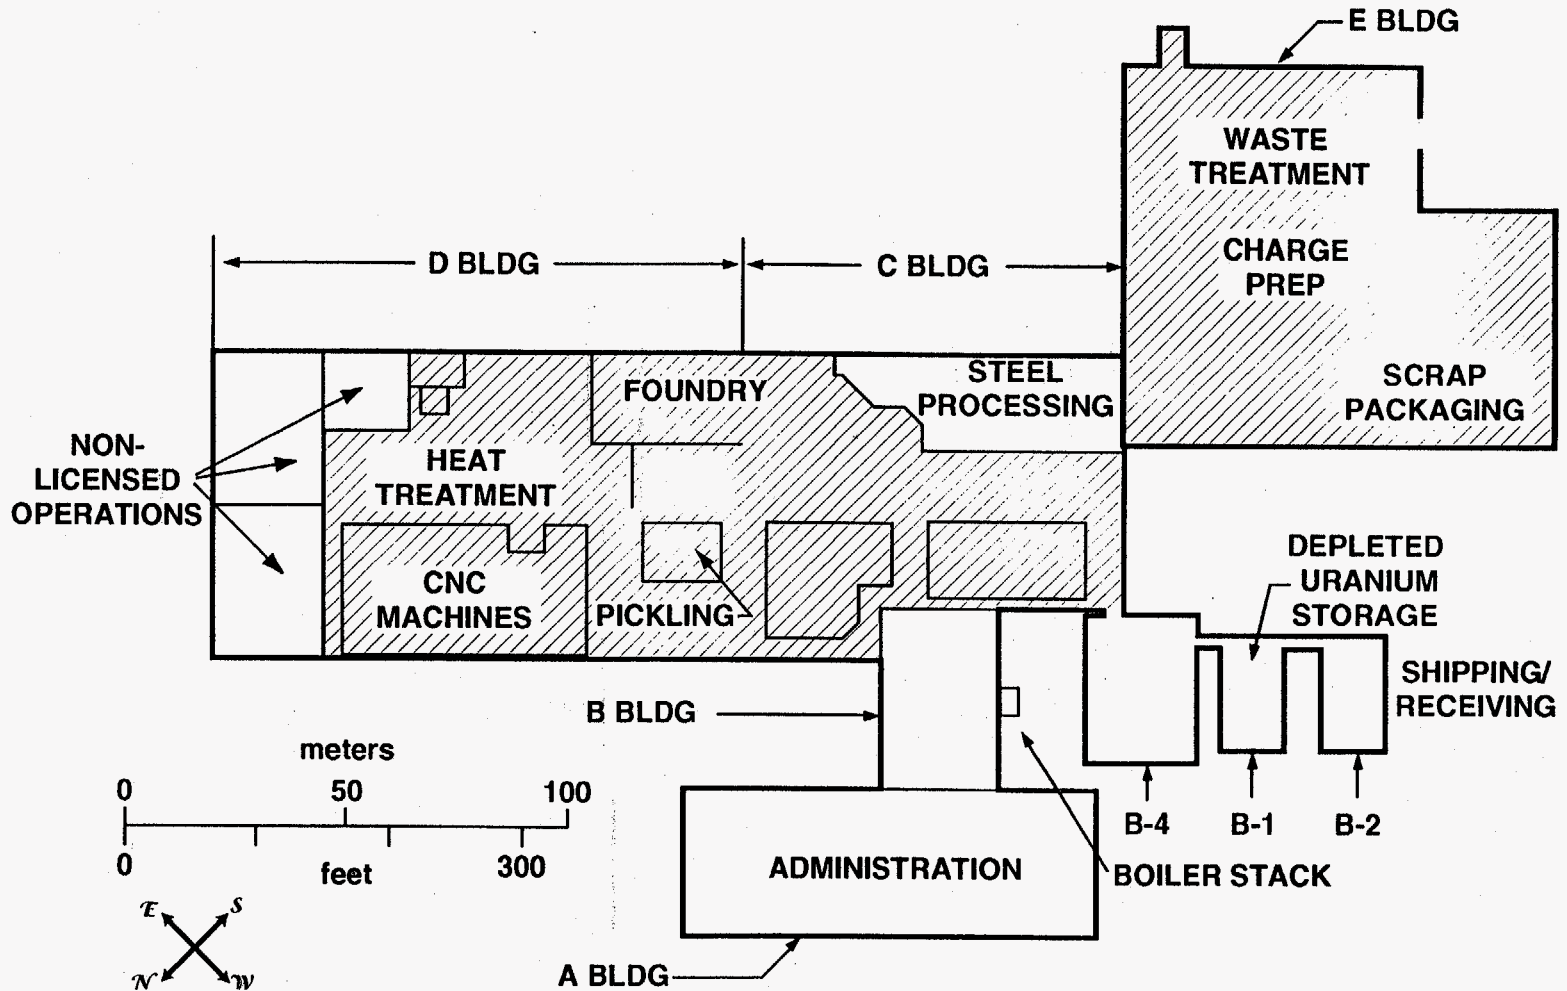 E BLDG
WASTE
TREATMENT
CHARGE
PREP
D BLDG
C BLDG
SCRAP
PACKAGING
STEEL
PROCESSING
FOUNDRY
NON-
LICENSED
OPERATIONS
HEAT
TREATMENT
CNC
MACHINES
PICKLING
DEPLETED
URANIUM
STORAGE
SHIPPING/
RECEIVING
B BLDG
meters
0 50 100
0 300
feet
B-4 B-1 B-2
BOILER STACK
ADMINISTRATION
A BLDG
E S
N W